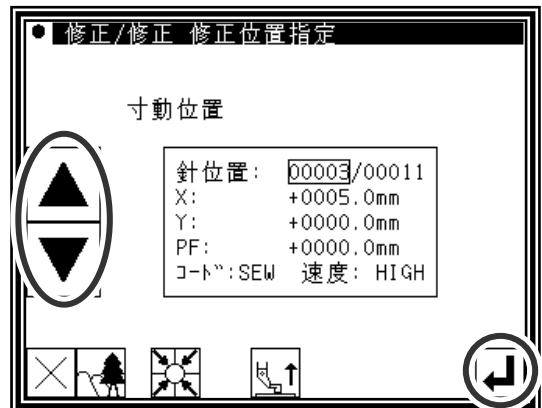 修正/修正 修正位置指定
寸動位置
針位置: 00003/00011
X: +0005.0mm
Y: +0000.0mm
PF: +0000.0mm
コード:SEW 速度: HIGH